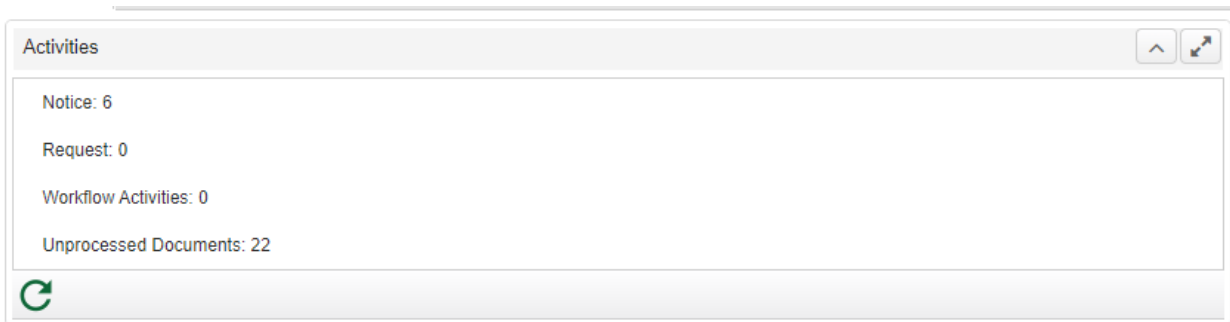 Activities
Notice: 6
Request: 0
Workflow Activities: 0
Unprocessed Documents: 22